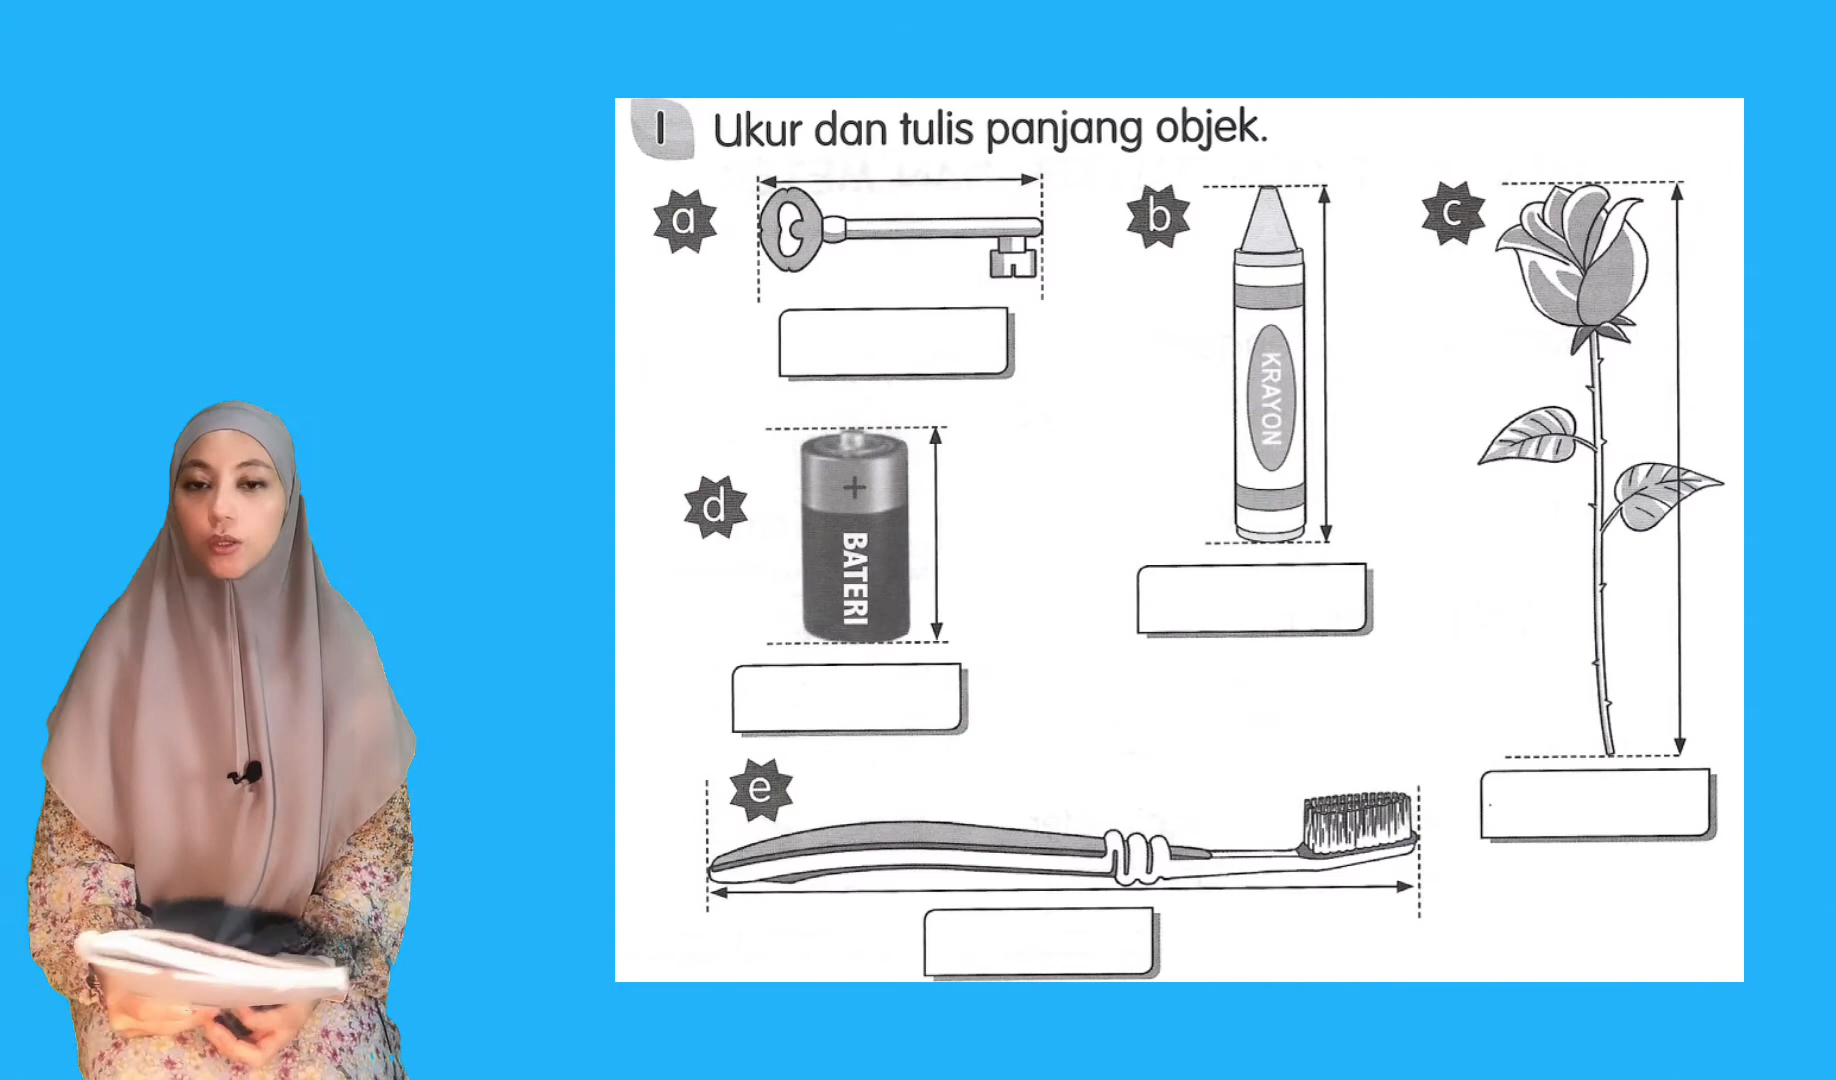 1 Ukur dan tulis panjang objek.
a
b
c
KRAYON
d
+
BATERI
e